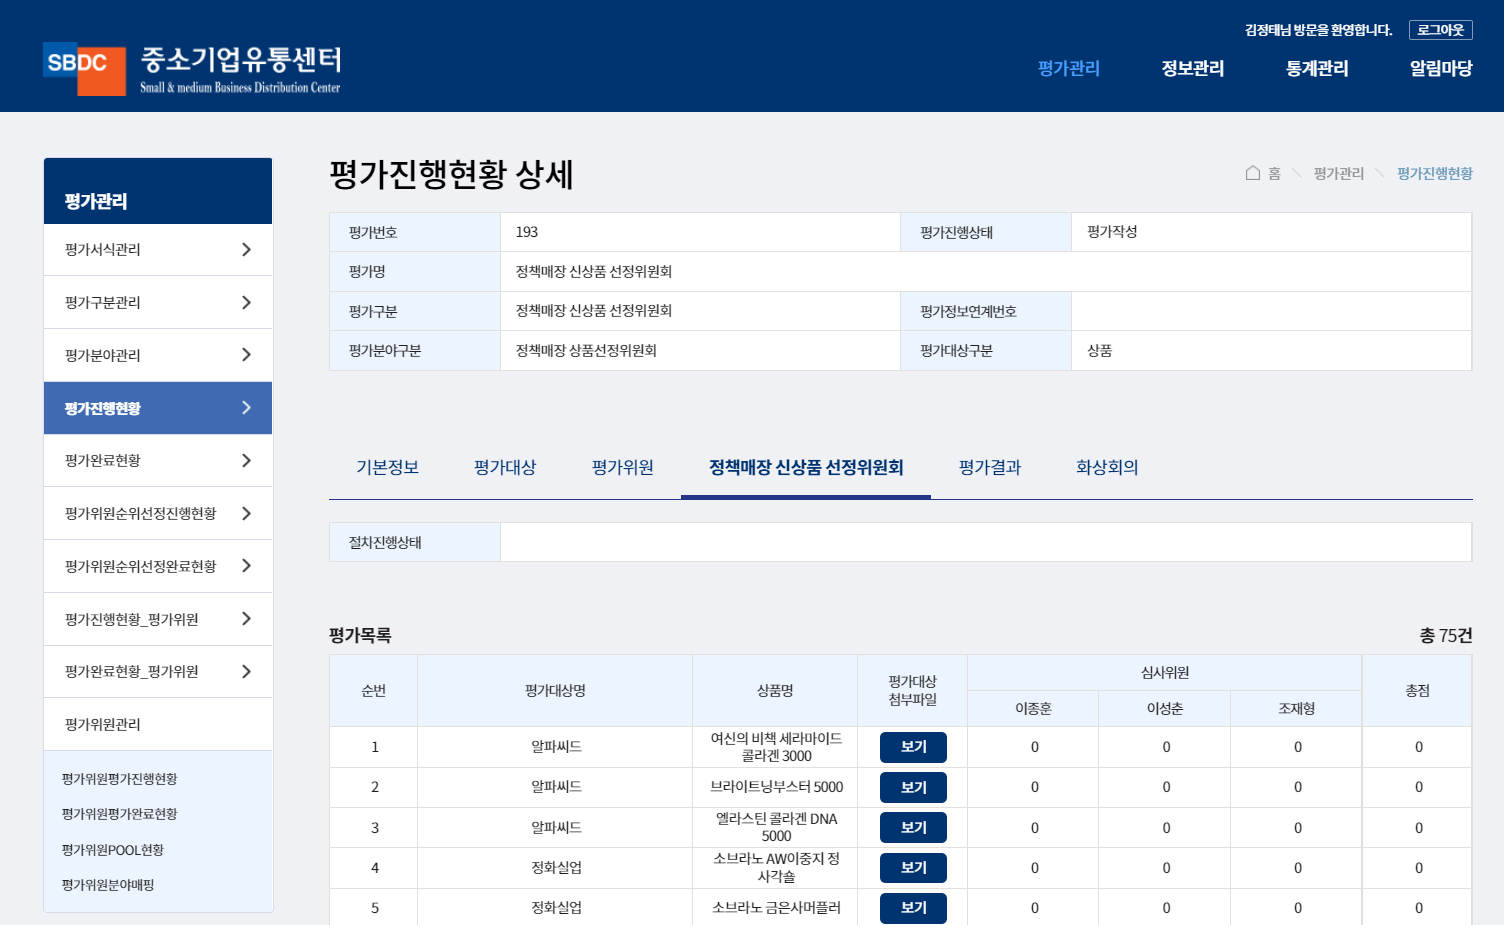 김정태님 방문을 환영합니다. 로그아웃
SBDC 중소기업유통센터
Small & medium Business Distribution Center
평가관리 정보관리 통계관리 알림마당
평가관리
평가서식관리
평가구분관리
평가분야관리
평가진행현황
평가완료현황
평가위원순위선정진행현황
평가위원순위선정완료현황
평가진행현황_평가위원
평가완료현황_평가위원
평가위원관리
평가위원평가진행현황
평가위원평가완료현황
평가위원POOL현황
평가위원분야매핑
평가진행현황 상세
홈 평가관리 평가진행현황
평가번호 193 평가진행상태 평가작성
평가명 정책매장 신상품 선정위원회
평가구분 정책매장 신상품 선정위원회 평가정보연계번호
평가분야구분 정책매장 상품선정위원회 평가대상구분 상품
기본정보 평가대상 평가위원 정책매장 신상품 선정위원회 평가결과 화상회의
절차진행상태
평가목록 총 75건
순번 평가대상명 상품명 평가대상 첨부파일 심사위원 총점
이종훈 이성춘 조재형
1 알파씨드 여신의 비책 세라마이드 콜라겐 3000 보기 0 0 0 0
2 알파씨드 브라이트닝부스터 5000 보기 0 0 0 0
3 알파씨드 엘라스틴 콜라겐 DNA 5000 보기 0 0 0 0
4 정화실업 소브라노 AW이중지 정사각숄 보기 0 0 0 0
5 정화실업 소브라노 금은사머플러 보기 0 0 0 0